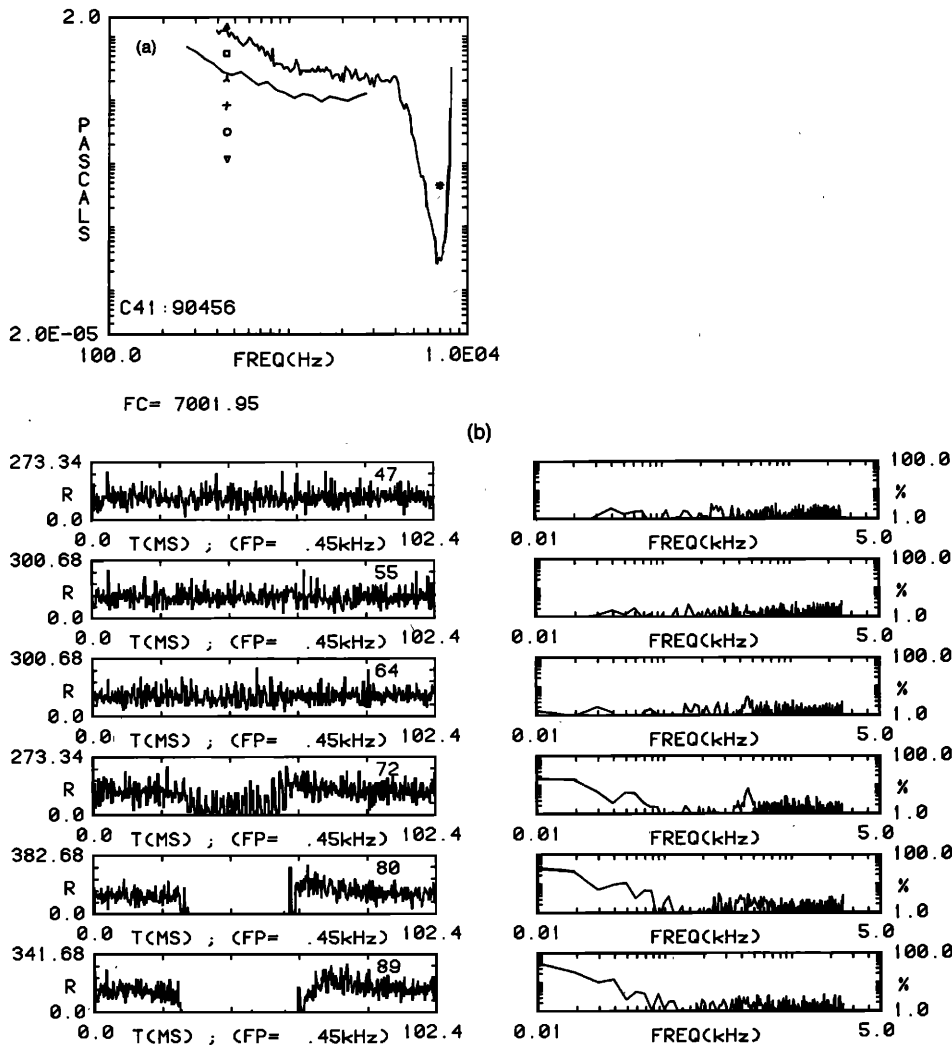 2.0
(a)
PASCALS
C41:90456
2.0E-05
100.0 FREQ(Hz) 1.0E04
FC= 7001.95
(b)
273.34
R
0.0
47
0.0 T(MS) ; (FP= .45kHz) 102.4
100.0
%
1.0
0.01 FREQ(kHz) 5.0
300.68
R
0.0
55
0.0 T(MS) ; (FP= .45kHz) 102.4
100.0
%
1.0
0.01 FREQ(kHz) 5.0
300.68
R
0.0
64
0.0 T(MS) ; (FP= .45kHz) 102.4
100.0
%
1.0
0.01 FREQ(kHz) 5.0
273.34
R
0.0
72
0.0 T(MS) ; (FP= .45kHz) 102.4
100.0
%
1.0
0.01 FREQ(kHz) 5.0
382.68
R
0.0
80
0.0 T(MS) ; (FP= .45kHz) 102.4
100.0
%
1.0
0.01 FREQ(kHz) 5.0
341.68
R
0.0
89
0.0 T(MS) ; (FP= .45kHz) 102.4
100.0
%
1.0
0.01 FREQ(kHz) 5.0